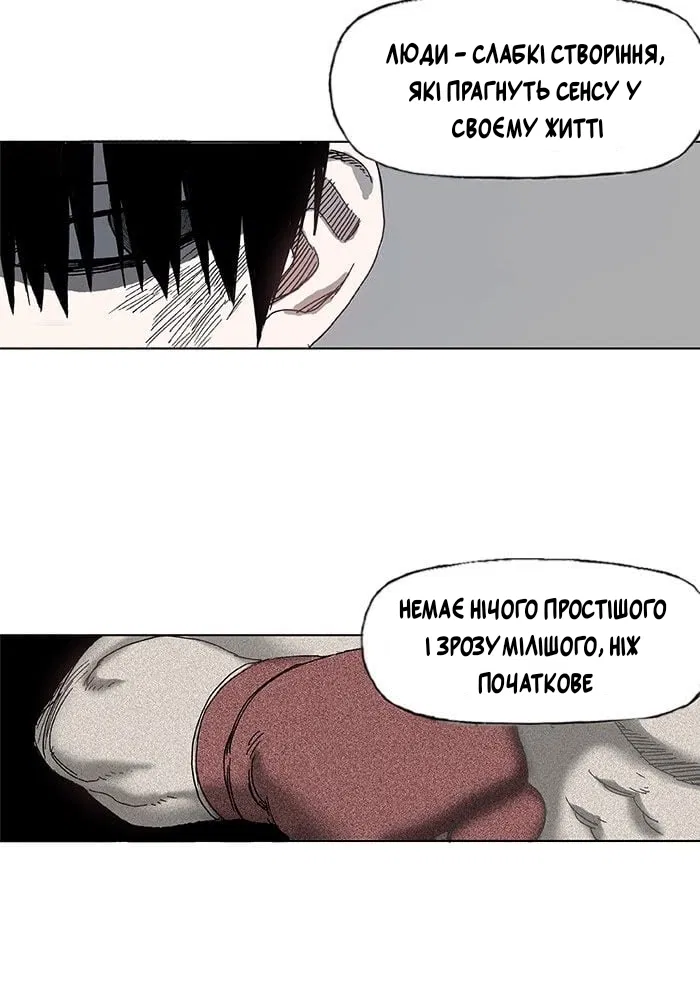 ЛЮДИ – СЛАБКІ СТВОРІННЯ,
ЯКІ ПРАГНУТЬ СЕНСУ У
СВОЄМУ ЖИТТІ
НЕМАЄ НІЧОГО ПРОСТІШОГО
І ЗРОЗУМІЛІШОГО, НІЖ
ПОЧАТКОВЕ